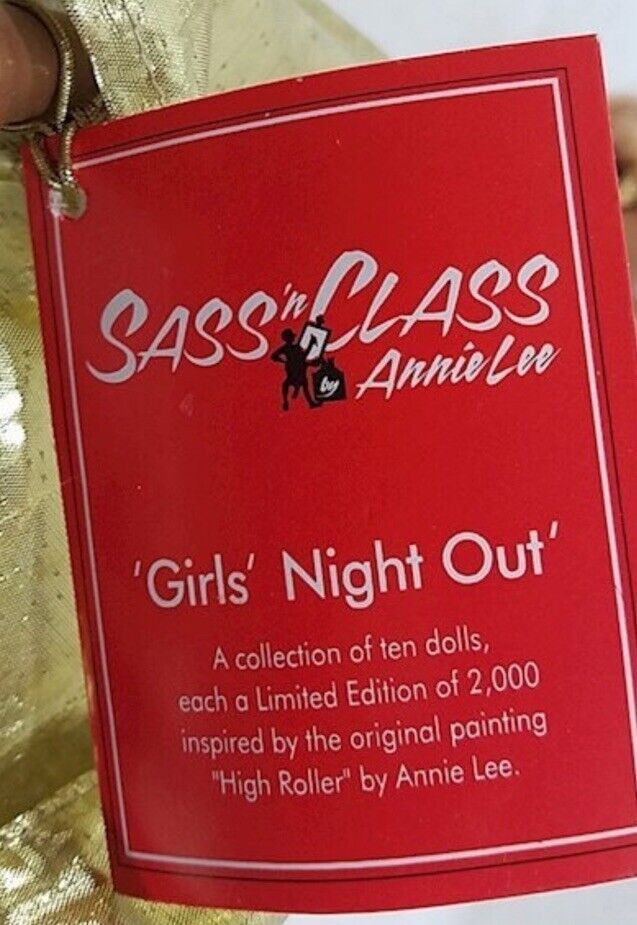 SASS 'n CLASS
by Annie Lee
'Girls' Night Out'
A collection of ten dolls,
each a Limited Edition of 2,000
inspired by the original painting
"High Roller" by Annie Lee.